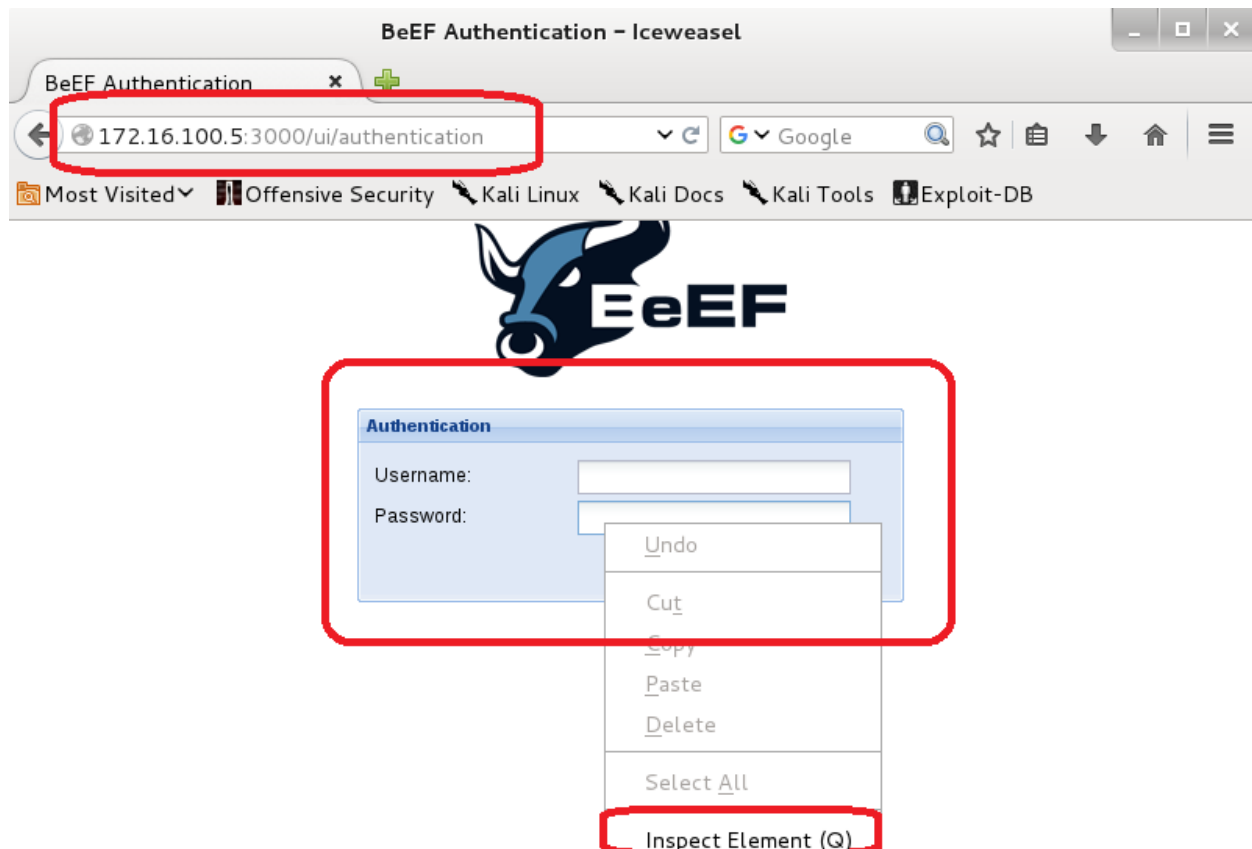 BeEF Authentication – Iceweasel
BeEF Authentication
172.16.100.5:3000/ui/authentication
Google
Most Visited
Offensive Security
Kali Linux
Kali Docs
Kali Tools
Exploit-DB
BeEF
Authentication
Username:
Password:
Undo
Cut
Copy
Paste
Delete
Select All
Inspect Element (Q)